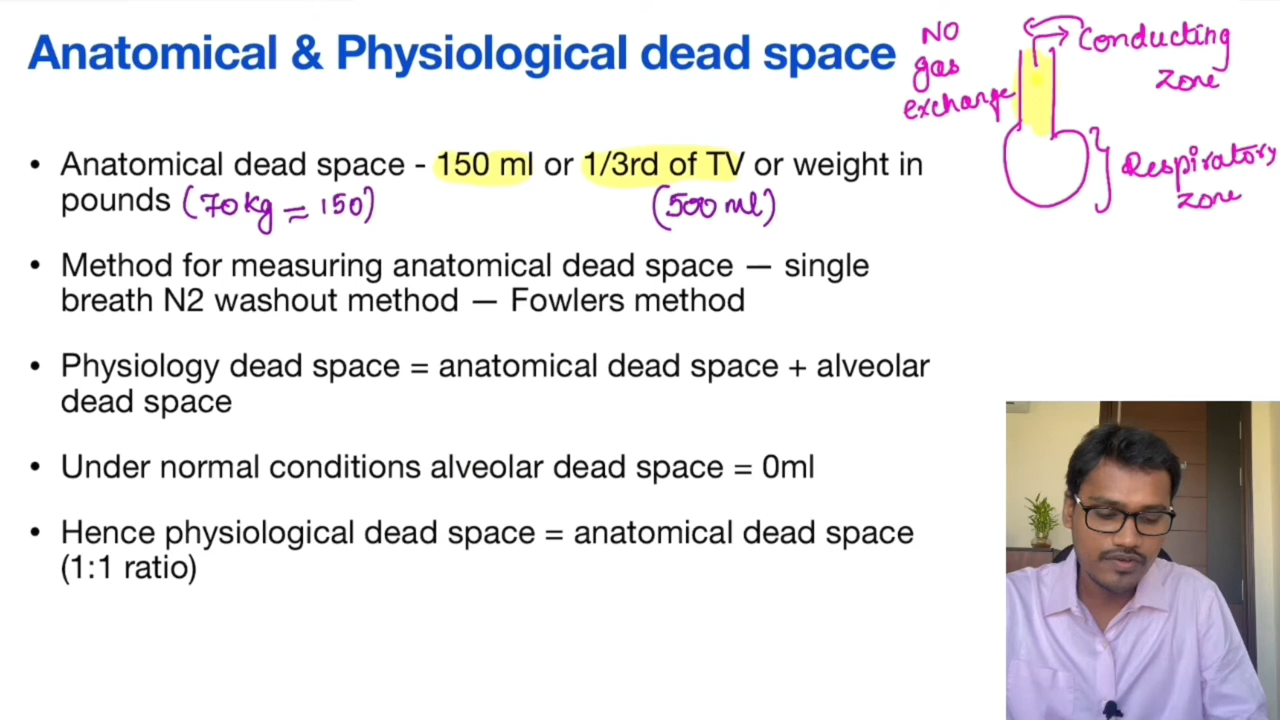 Anatomical & Physiological dead space
NO
gas
exchange
Conducting
zone
Respiratory
zone
• Anatomical dead space - 150 ml or 1/3rd of TV or weight in
pounds (70kg = 150) (500 ml)
• Method for measuring anatomical dead space — single
breath N2 washout method — Fowlers method
• Physiology dead space = anatomical dead space + alveolar
dead space
• Under normal conditions alveolar dead space = 0ml
• Hence physiological dead space = anatomical dead space
(1:1 ratio)